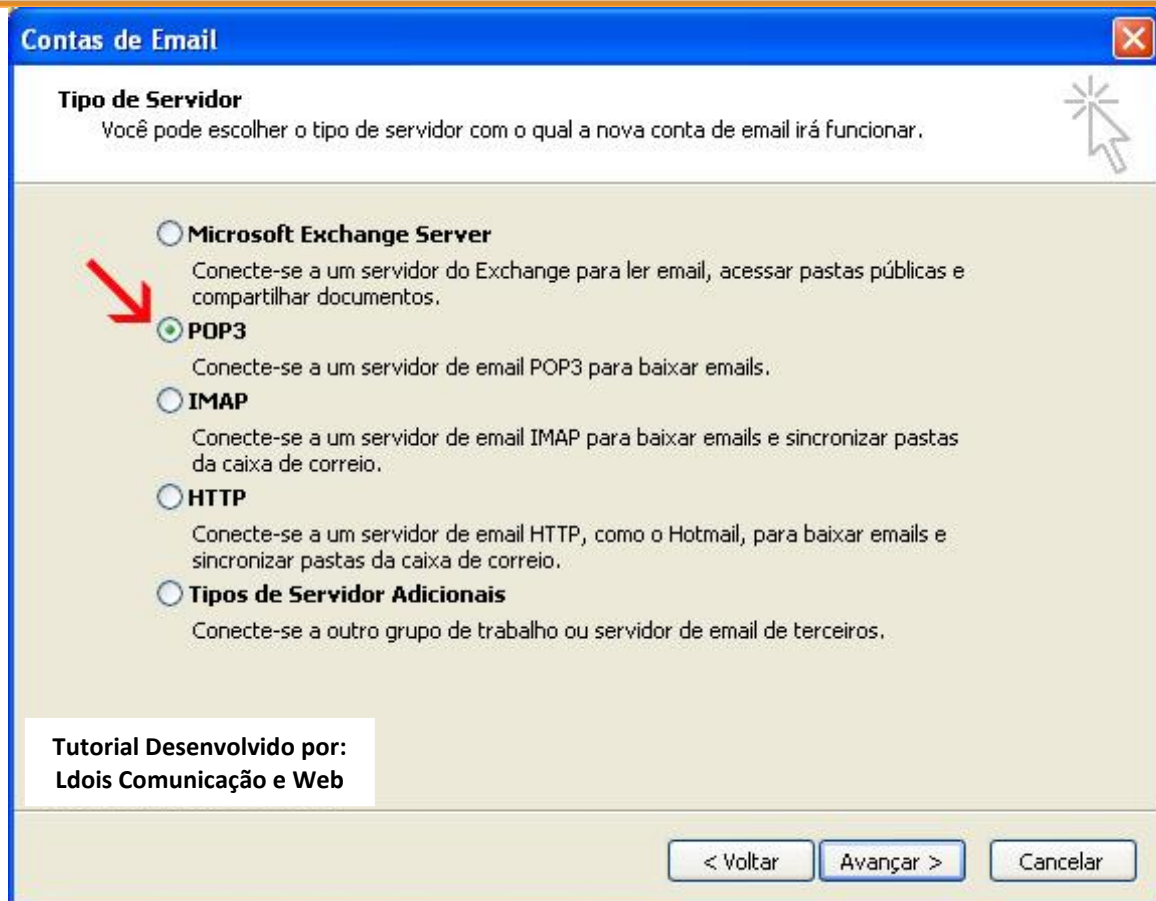 Contas de Email
Tipo de Servidor
Você pode escolher o tipo de servidor com o qual a nova conta de email irá funcionar.
Microsoft Exchange Server
Conecte-se a um servidor do Exchange para ler email, acessar pastas públicas e
compartilhar documentos.
POP3
Conecte-se a um servidor de email POP3 para baixar emails.
IMAP
Conecte-se a um servidor de email IMAP para baixar emails e sincronizar pastas
da caixa de correio.
HTTP
Conecte-se a um servidor de email HTTP, como o Hotmail, para baixar emails e
sincronizar pastas da caixa de correio.
Tipos de Servidor Adicionais
Conecte-se a outro grupo de trabalho ou servidor de email de terceiros.
Tutorial Desenvolvido por:
Ldois Comunicação e Web
< Voltar
Avançar >
Cancelar